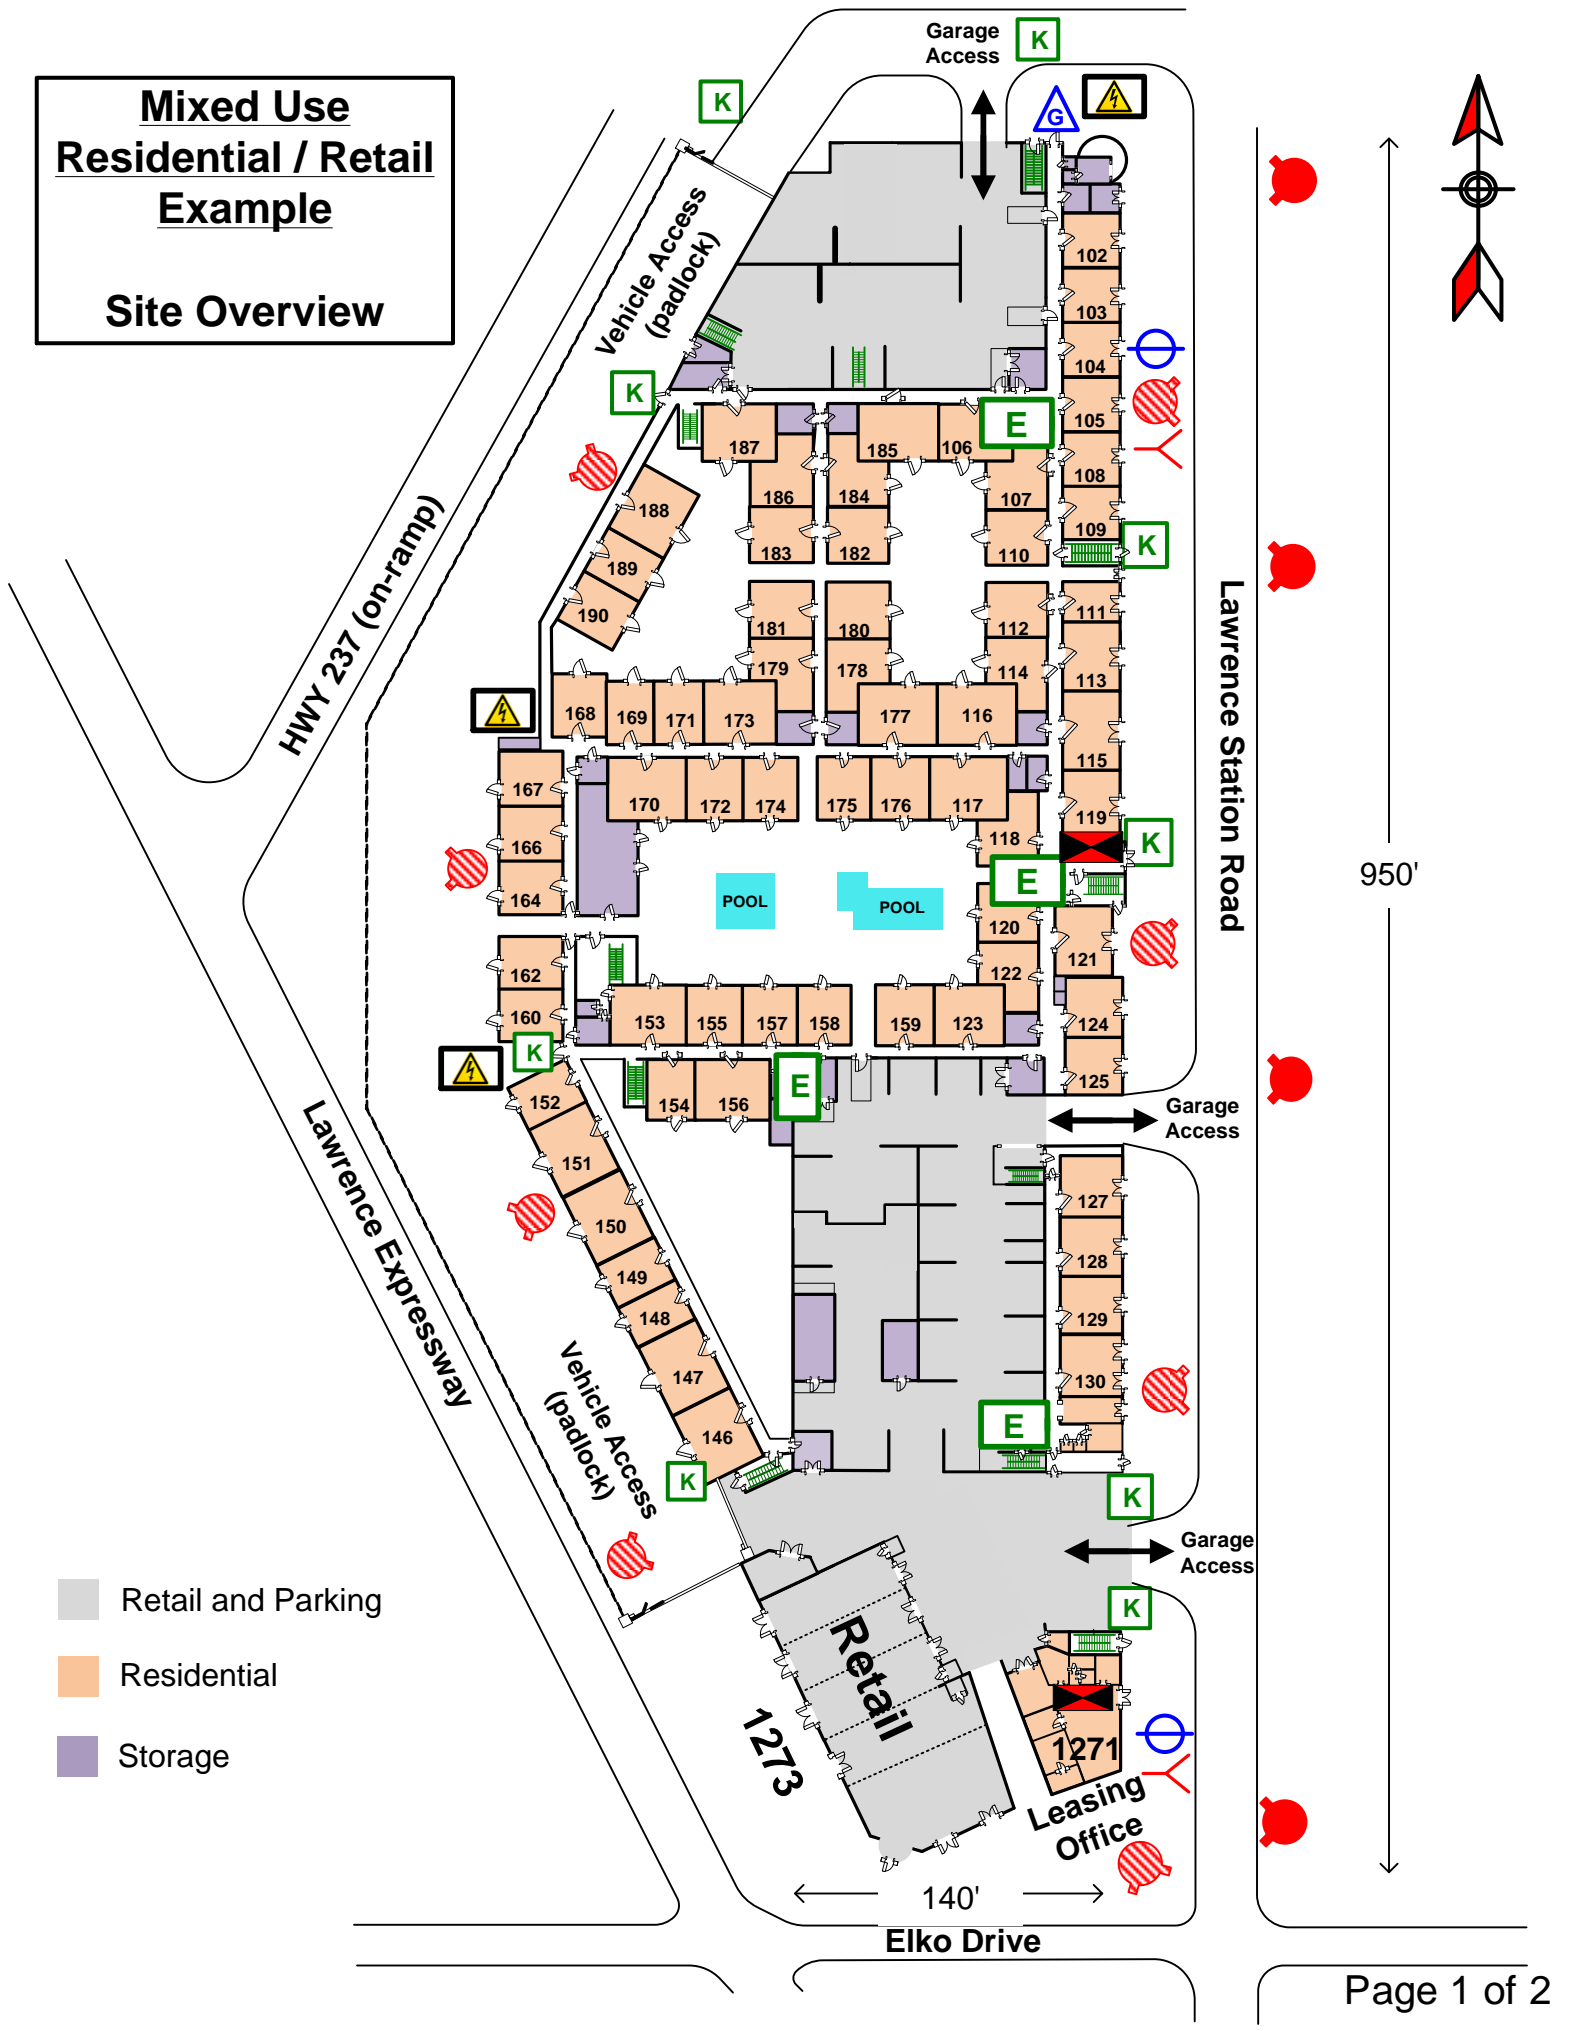 Mixed Use
Residential / Retail
Example
Site Overview
Garage
Access
K
K
G
Vehicle Access
(padlock)
102
103
104
105
108
109
K
E
187
185
106
186
184
107
183
182
110
K
188
189
190
HWY 237 (on-ramp)
181
180
112
111
179
178
114
113
168
169
171
173
177
116
115
167
170
172
174
175
176
117
119
K
166
118
164
E
POOL
POOL
120
121
162
122
160
153
155
157
158
159
123
124
K
125
Lawrence Station Road
950'
152
154
156
E
Garage
Access
151
150
149
148
147
146
Lawrence Expressway
Vehicle Access
(padlock)
K
127
128
129
130
E
K
Garage
Access
K
Retail and Parking
Residential
Storage
Retail
1273
1271
Leasing
Office
140'
Elko Drive
Page 1 of 2